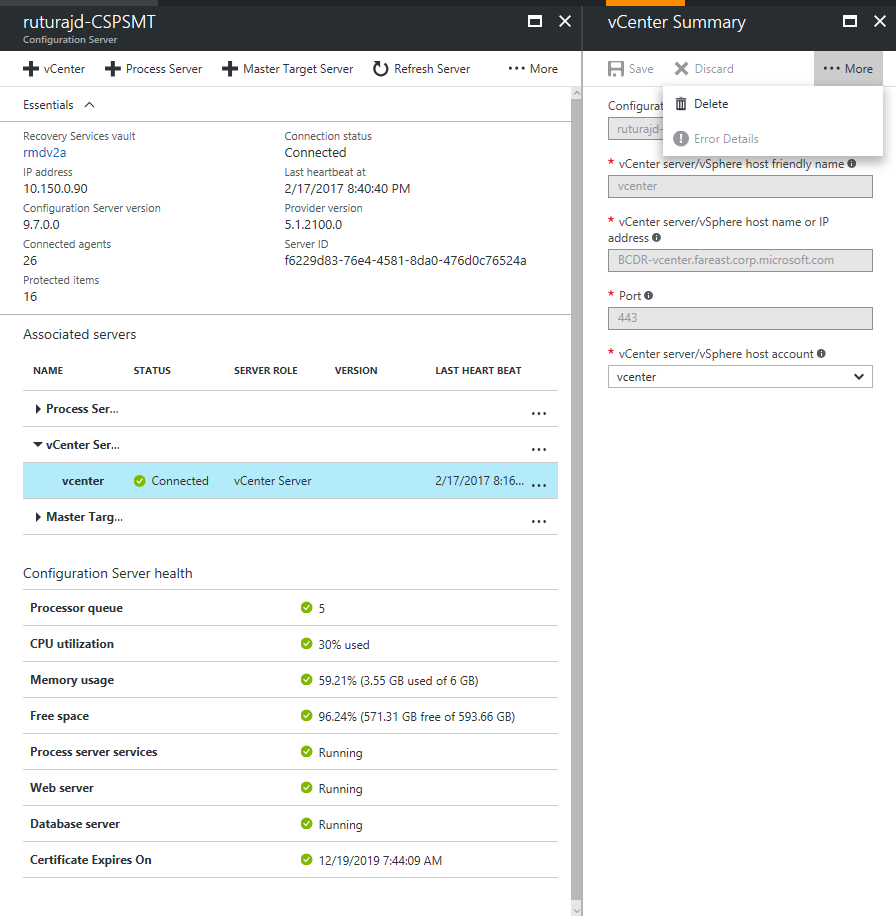 ruturajd-CSPSMT
Configuration Server
vCenter
Process Server
Master Target Server
Refresh Server
More
Essentials
Recovery Services vault
rmdv2a
IP address
10.150.0.90
Configuration Server version
9.7.0.0
Connected agents
26
Protected items
16
Connection status
Connected
Last heartbeat at
2/17/2017 8:40:40 PM
Provider version
5.1.2100.0
Server ID
f6229d83-76e4-4581-8da0-476d0c76524a
Associated servers
NAME STATUS SERVER ROLE VERSION LAST HEART BEAT
Process Ser... ...
vCenter Ser... ...
vcenter Connected vCenter Server 2/17/2017 8:16... ...
Master Targ... ...
Configuration Server health
Processor queue 5
CPU utilization 30% used
Memory usage 59.21% (3.55 GB used of 6 GB)
Free space 96.24% (571.31 GB free of 593.66 GB)
Process server services Running
Web server Running
Database server Running
Certificate Expires On 12/19/2019 7:44:09 AM
vCenter Summary
Save
Discard
More
Delete
Error Details
Configurat
ruturajd-
* vCenter server/vSphere host friendly name
vcenter
* vCenter server/vSphere host name or IP
address
BCDR-vcenter.fareast.corp.microsoft.com
* Port
443
* vCenter server/vSphere host account
vcenter